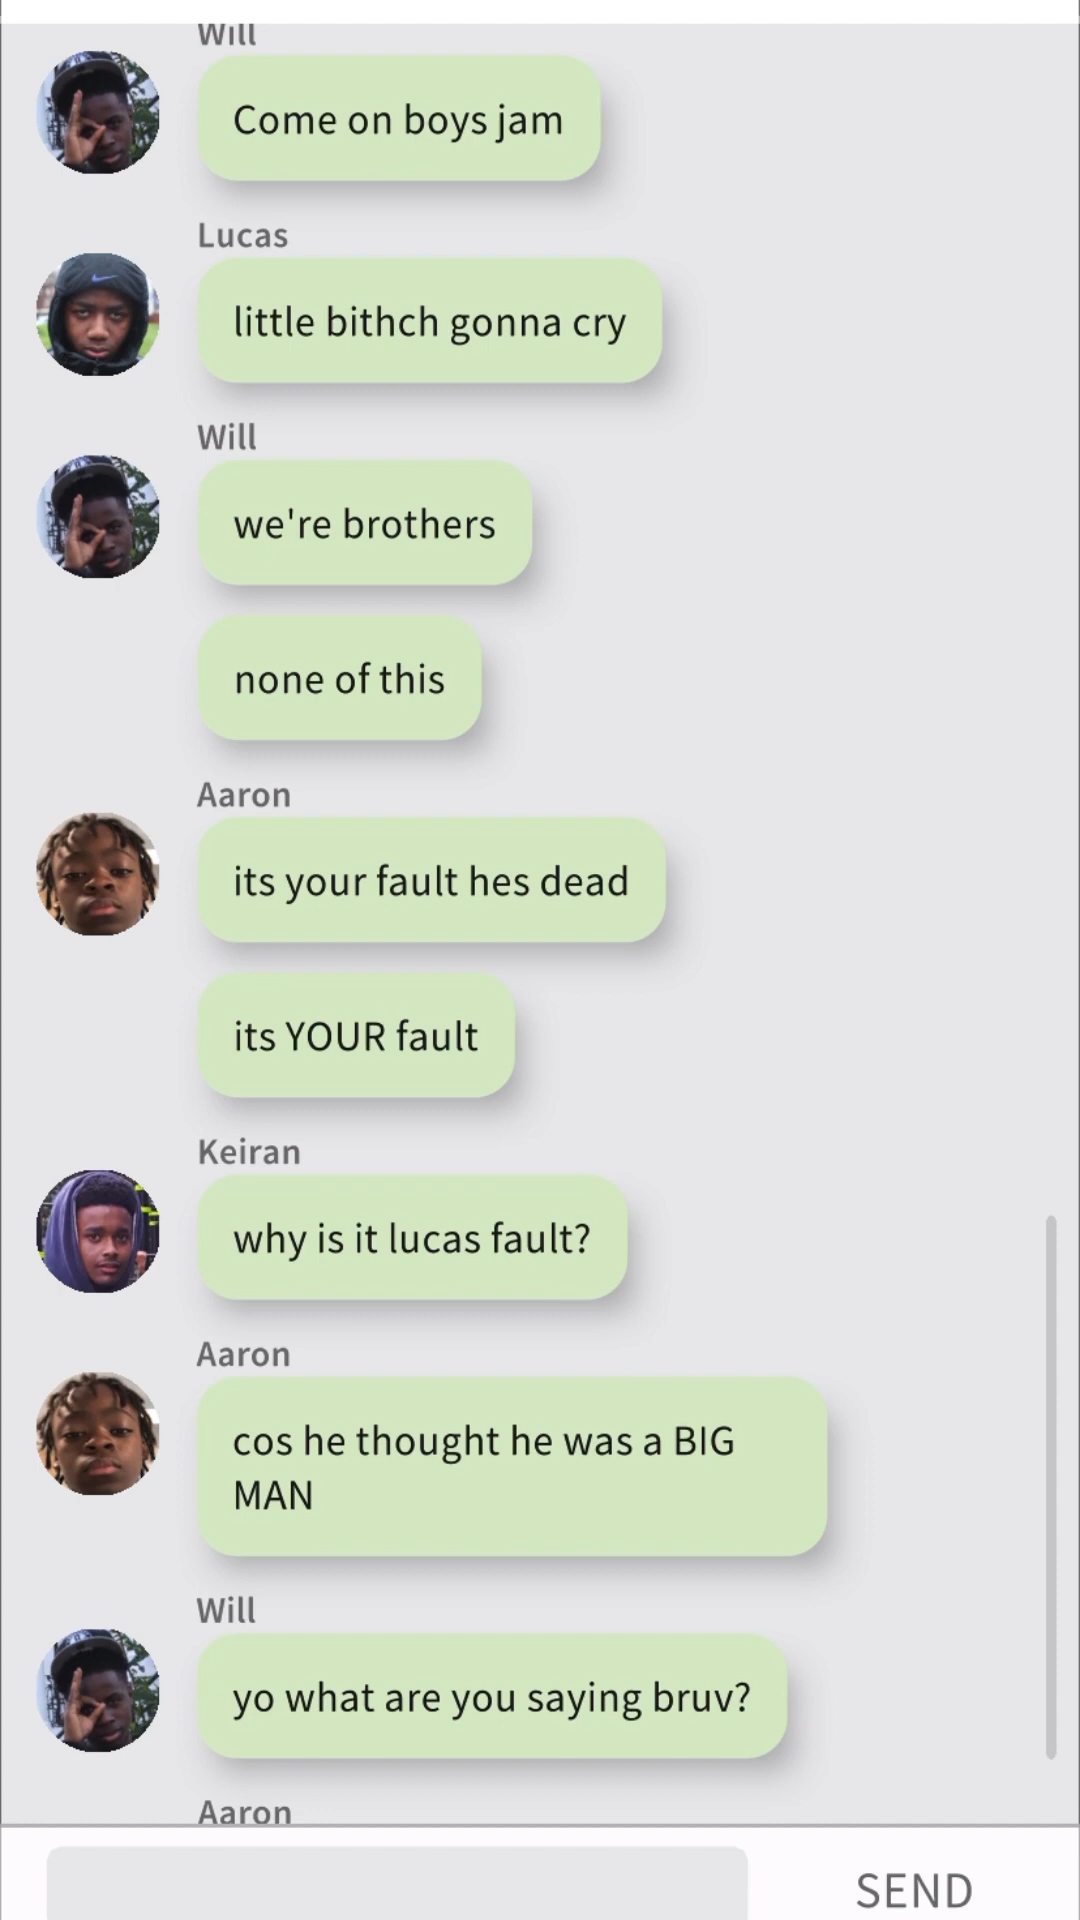 Will
Come on boys jam
Lucas
little bithch gonna cry
Will
we're brothers
none of this
Aaron
its your fault hes dead
its YOUR fault
Keiran
why is it lucas fault?
Aaron
cos he thought he was a BIG
MAN
Will
yo what are you saying bruv?
Aaron
SEND